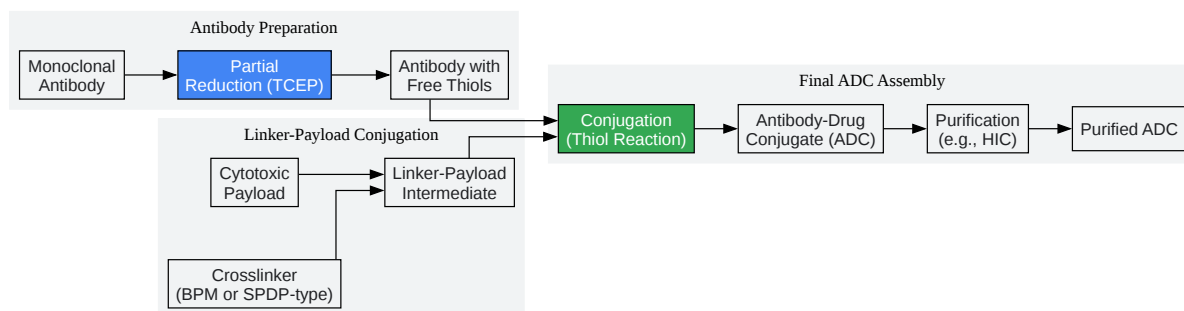 Antibody Preparation
Monoclonal
Antibody
Partial
Reduction (TCEP)
Antibody with
Free Thiols
Linker-Payload Conjugation
Cytotoxic
Payload
Linker-Payload
Intermediate
Crosslinker
(BPM or SPDP-type)
Final ADC Assembly
Conjugation
(Thiol Reaction)
Antibody-Drug
Conjugate (ADC)
Purification
(e.g., HIC)
Purified ADC